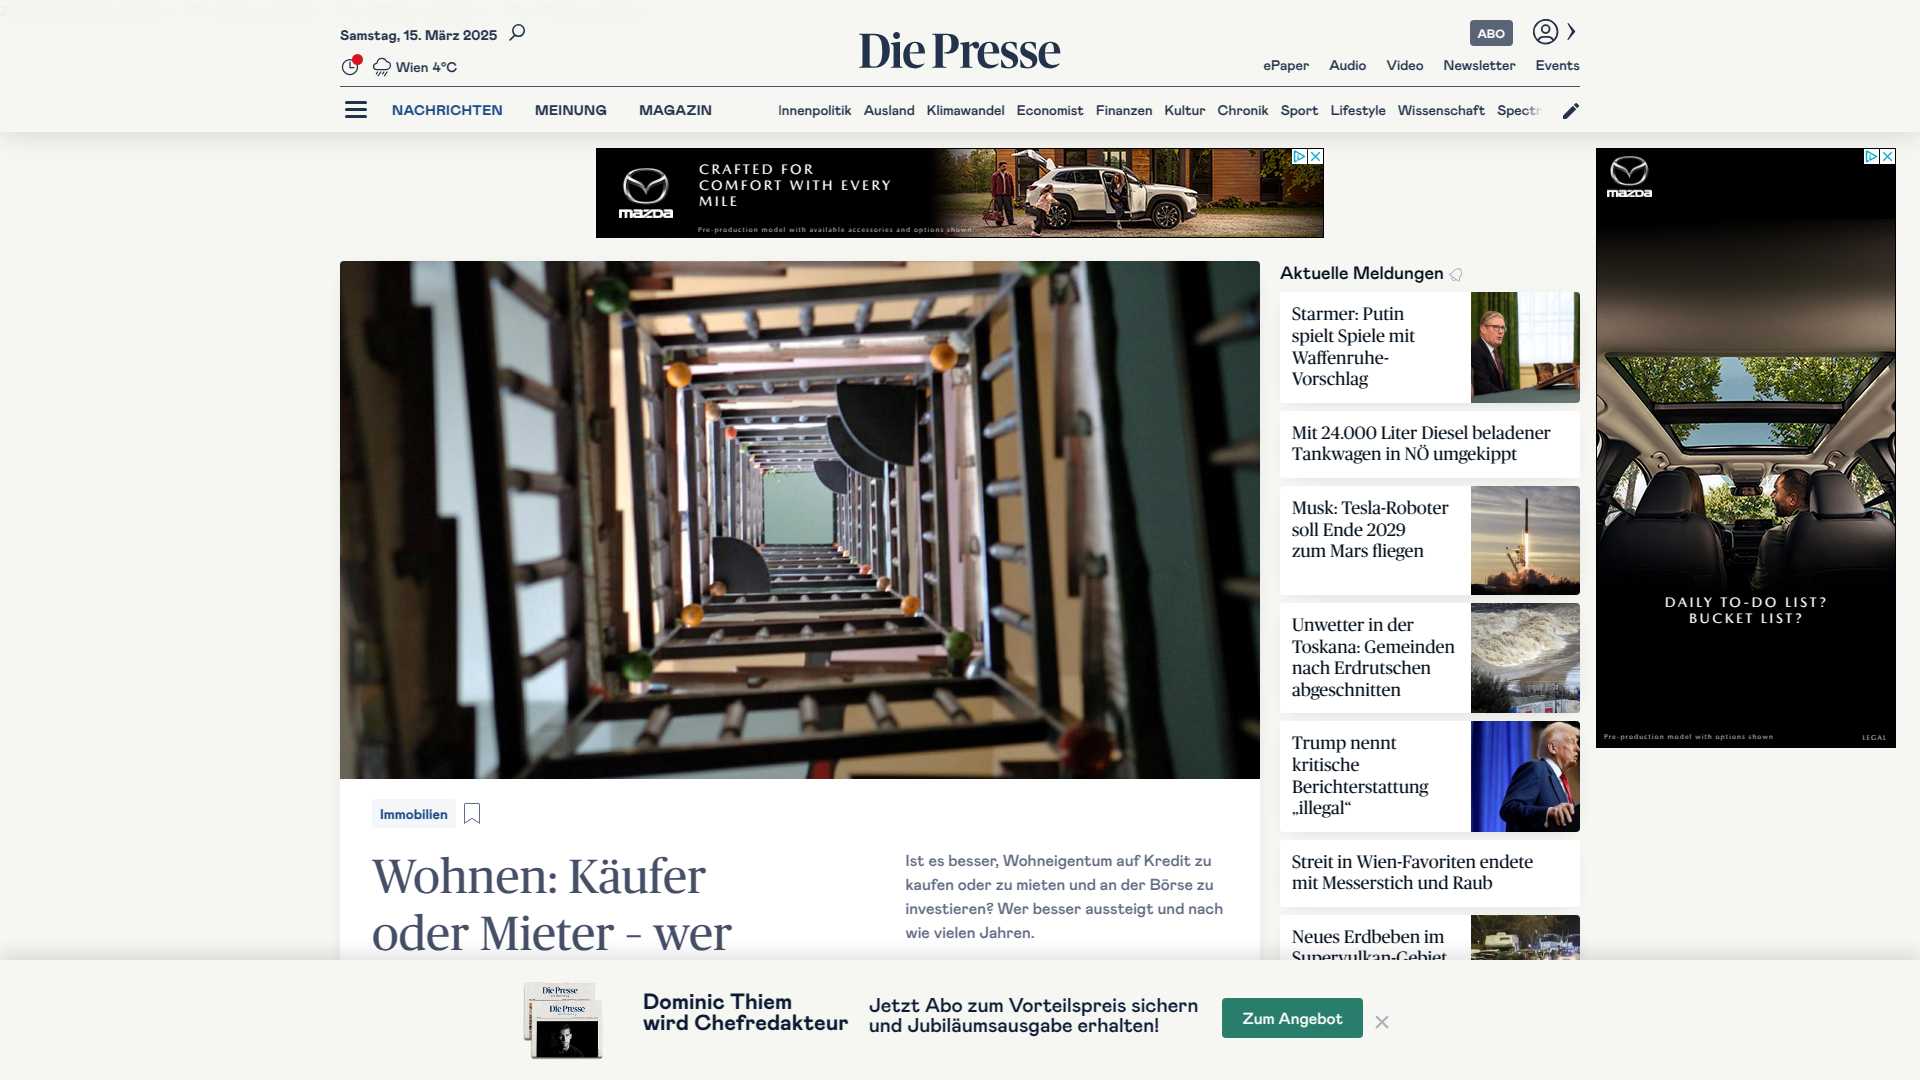 Samstag, 15. März 2025
Wien 4°C
Die Presse
ABO
ePaper Audio Video Newsletter Events
NACHRICHTEN MEINUNG MAGAZIN
Innenpolitik Ausland Klimawandel Economist Finanzen Kultur Chronik Sport Lifestyle Wissenschaft Spectr
mazda
CRAFTED FOR
COMFORT WITH EVERY
MILE
Pre-production model with available accessories and options shown.
mazda
DAILY TO-DO LIST?
BUCKET LIST?
Pre-production model with options shown
LEGAL
Immobilien
Wohnen: Käufer
oder Mieter – wer
Ist es besser, Wohneigentum auf Kredit zu
kaufen oder zu mieten und an der Börse zu
investieren? Wer besser aussteigt und nach
wie vielen Jahren.
Aktuelle Meldungen
Starmer: Putin
spielt Spiele mit
Waffenruhe-
Vorschlag
Mit 24.000 Liter Diesel beladener
Tankwagen in NÖ umgekippt
Musk: Tesla-Roboter
soll Ende 2029
zum Mars fliegen
Unwetter in der
Toskana: Gemeinden
nach Erdrutschen
abgeschnitten
Trump nennt
kritische
Berichterstattung
„illegal“
Streit in Wien-Favoriten endete
mit Messerstich und Raub
Neues Erdbeben im
Supervulkan-Gebiet
Die Presse
Die Presse
Dominic Thiem
wird Chefredakteur
Jetzt Abo zum Vorteilspreis sichern
und Jubiläumsausgabe erhalten!
Zum Angebot